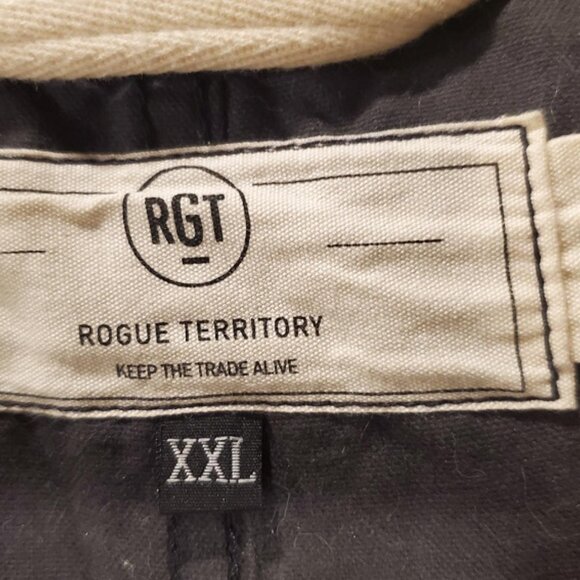 RGT
ROGUE TERRITORY
KEEP THE TRADE ALIVE
XXL